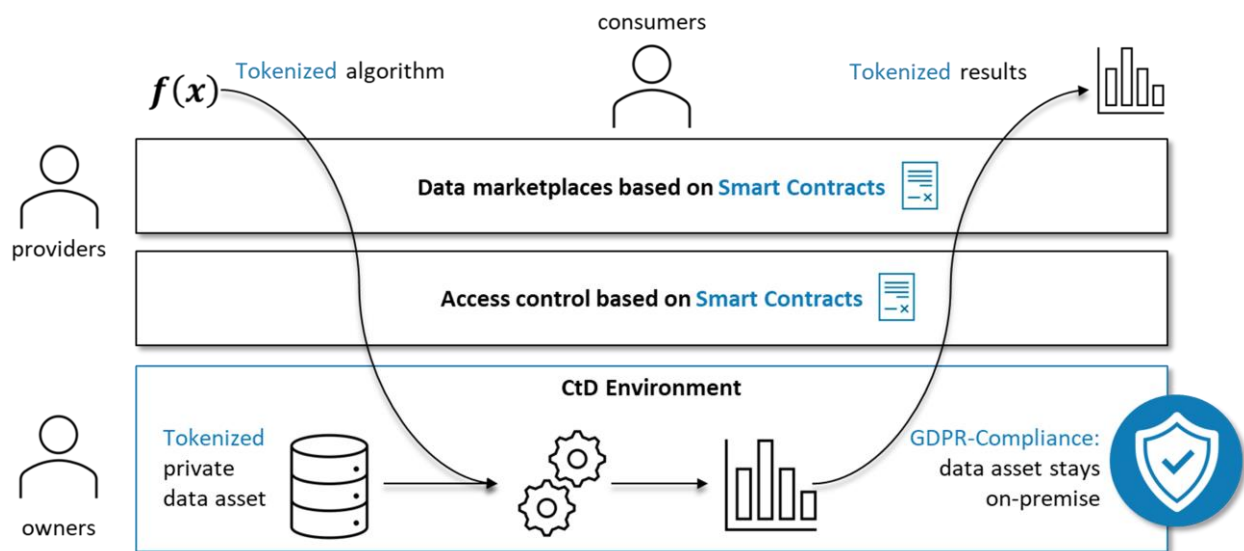 consumers
Tokenized algorithm
Tokenized results
f(x)
Data marketplaces based on Smart Contracts
providers
Access control based on Smart Contracts
CtD Environment
Tokenized
private
data asset
GDPR-Compliance:
data asset stays
on-premise
owners